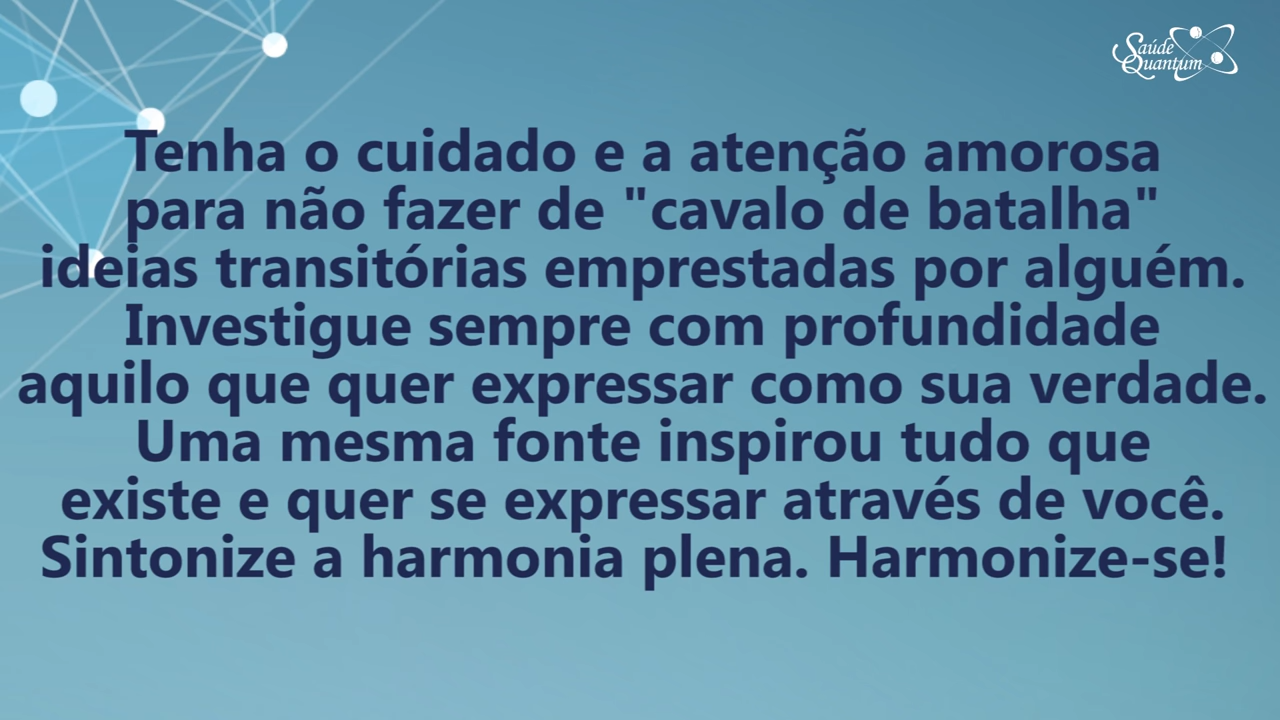 Saúde
Quantum
Tenha o cuidado e a atenção amorosa
para não fazer de "cavalo de batalha"
ideias transitórias emprestadas por alguém.
Investigue sempre com profundidade
aquilo que quer expressar como sua verdade.
Uma mesma fonte inspirou tudo que
existe e quer se expressar através de você.
Sintonize a harmonia plena. Harmonize-se!